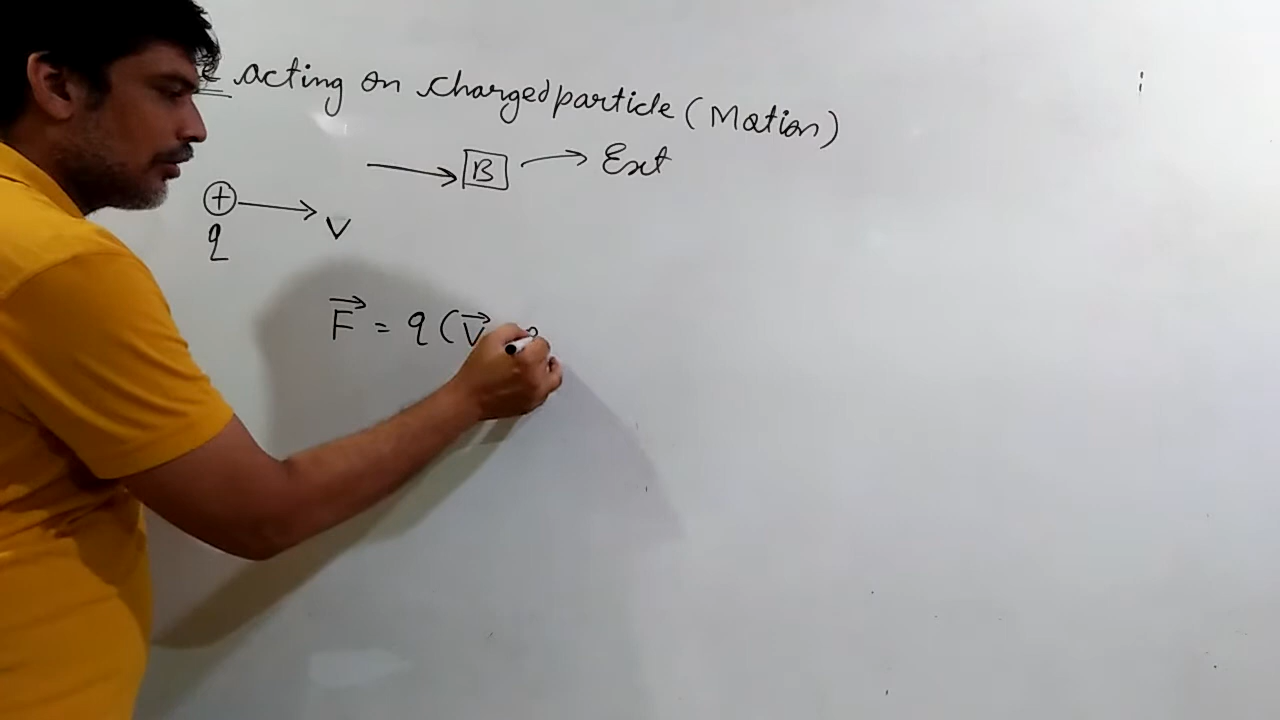 acting on charged particle (Motion)
B Ext
+
q V
F = q (V